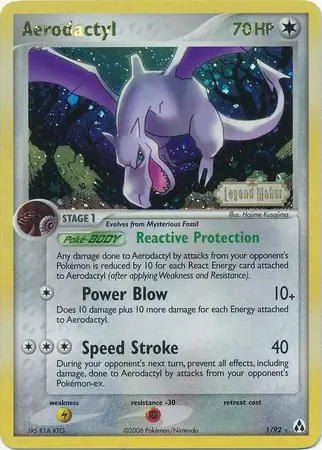 Aerodactyl 70 HP
Legend Maker
Illus. Hajime Kusajima
STAGE 1
Evolves from Mysterious Fossil
Poké-BODY Reactive Protection
Any damage done to Aerodactyl by attacks from your opponent's
Pokémon is reduced by 10 for each React Energy card
attached to Aerodactyl (after applying Weakness and Resistance).
Power Blow 10+
Does 10 damage plus 10 more damage for each Energy attached
to Aerodactyl.
Speed Stroke 40
During your opponent's next turn, prevent all effects, including
damage, done to Aerodactyl by attacks from your opponent's
Pokémon-ex.
weakness resistance -30 retreat cost
J95 R1A KFG ©2006 Pokémon/Nintendo 1/92